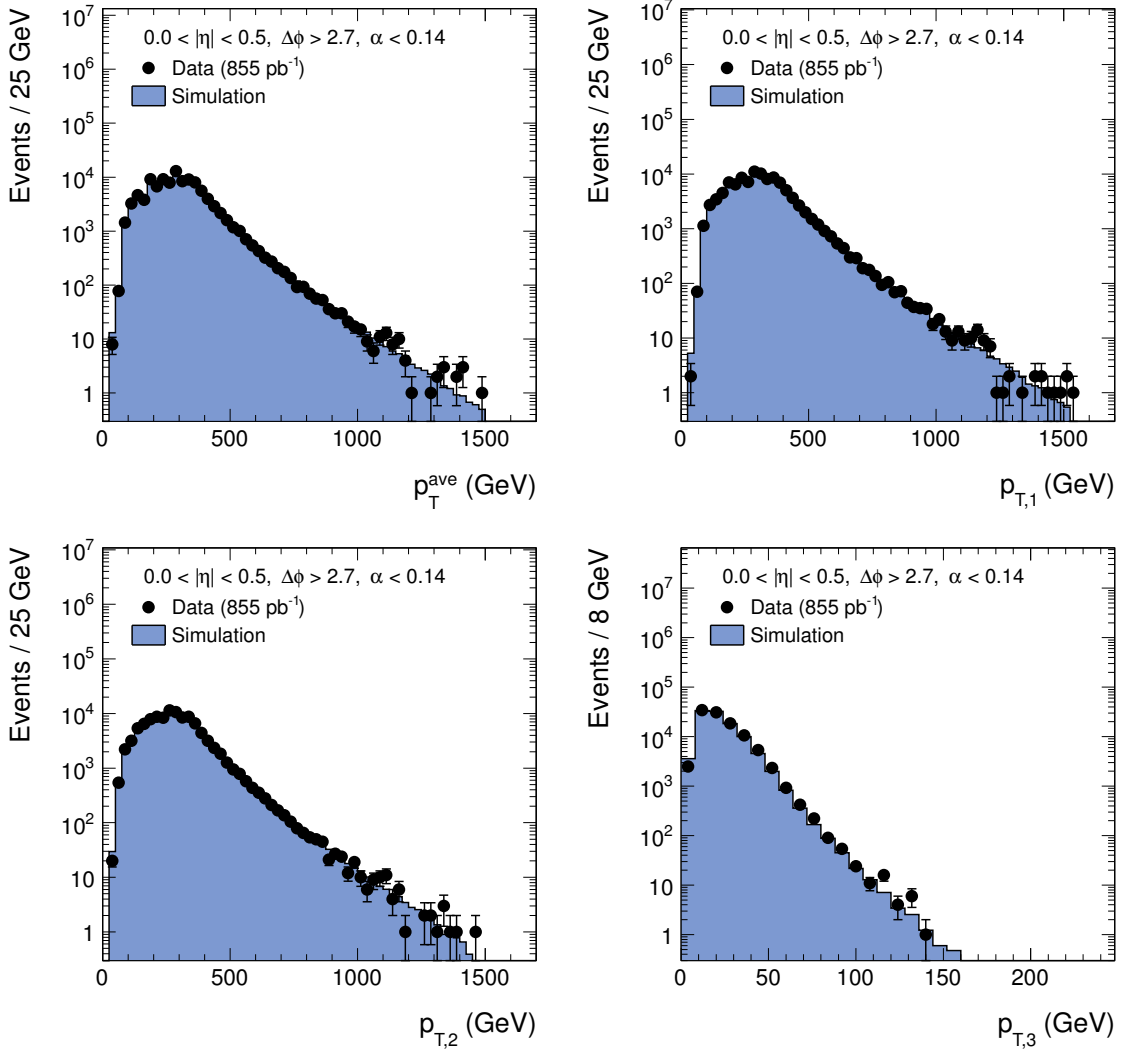 Events / 25 GeV
10^7
10^6
10^5
10^4
10^3
10^2
10
1
0.0 < |η| < 0.5, Δϕ > 2.7, α < 0.14
Data (855 pb^-1)
Simulation
0 500 1000 1500
p_T^ave (GeV)
Events / 25 GeV
10^7
10^6
10^5
10^4
10^3
10^2
10
1
0.0 < |η| < 0.5, Δϕ > 2.7, α < 0.14
Data (855 pb^-1)
Simulation
0 500 1000 1500
p_T,1 (GeV)
Events / 25 GeV
10^7
10^6
10^5
10^4
10^3
10^2
10
1
0.0 < |η| < 0.5, Δϕ > 2.7, α < 0.14
Data (855 pb^-1)
Simulation
0 500 1000 1500
p_T,2 (GeV)
Events / 8 GeV
10^7
10^6
10^5
10^4
10^3
10^2
10
1
0.0 < |η| < 0.5, Δϕ > 2.7, α < 0.14
Data (855 pb^-1)
Simulation
0 50 100 150 200
p_T,3 (GeV)